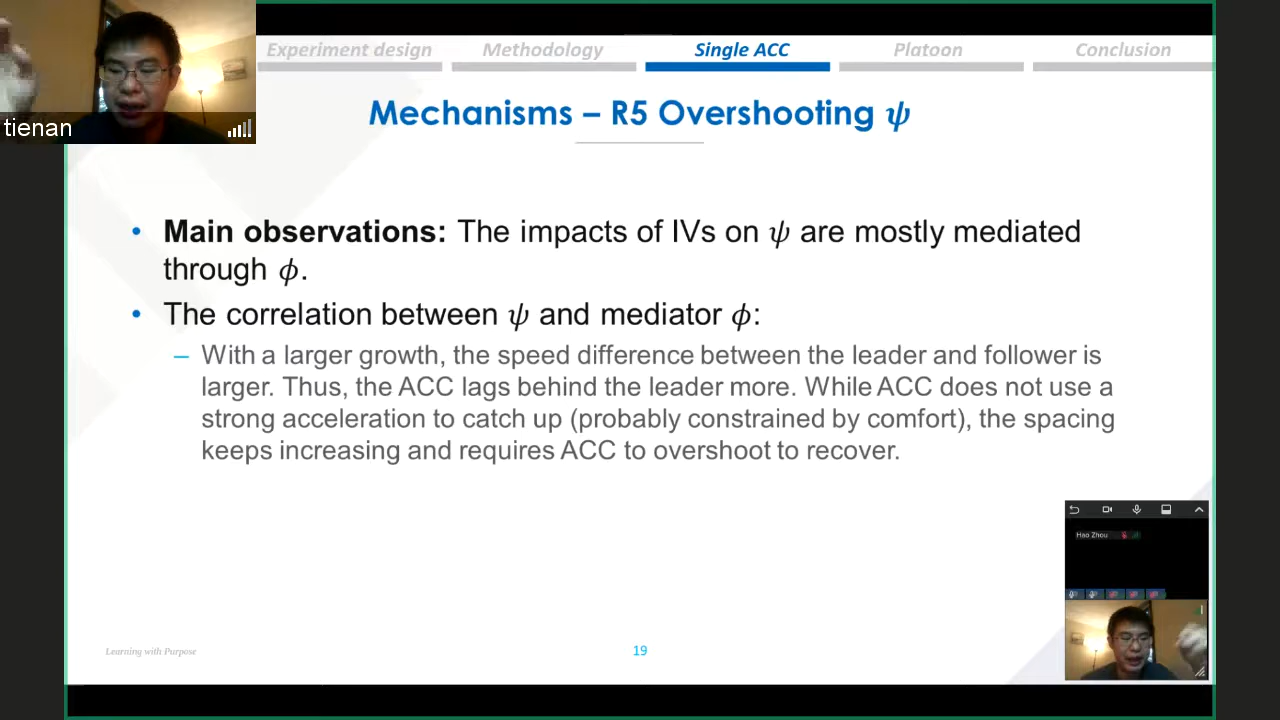 Experiment design
Methodology
Single ACC
Platoon
Conclusion
tienan
Mechanisms – R5 Overshooting ψ
• Main observations: The impacts of IVs on ψ are mostly mediated
through ϕ.
• The correlation between ψ and mediator ϕ:
– With a larger growth, the speed difference between the leader and follower is
larger. Thus, the ACC lags behind the leader more. While ACC does not use a
strong acceleration to catch up (probably constrained by comfort), the spacing
keeps increasing and requires ACC to overshoot to recover.
Hao Zhou
Learning with Purpose
19